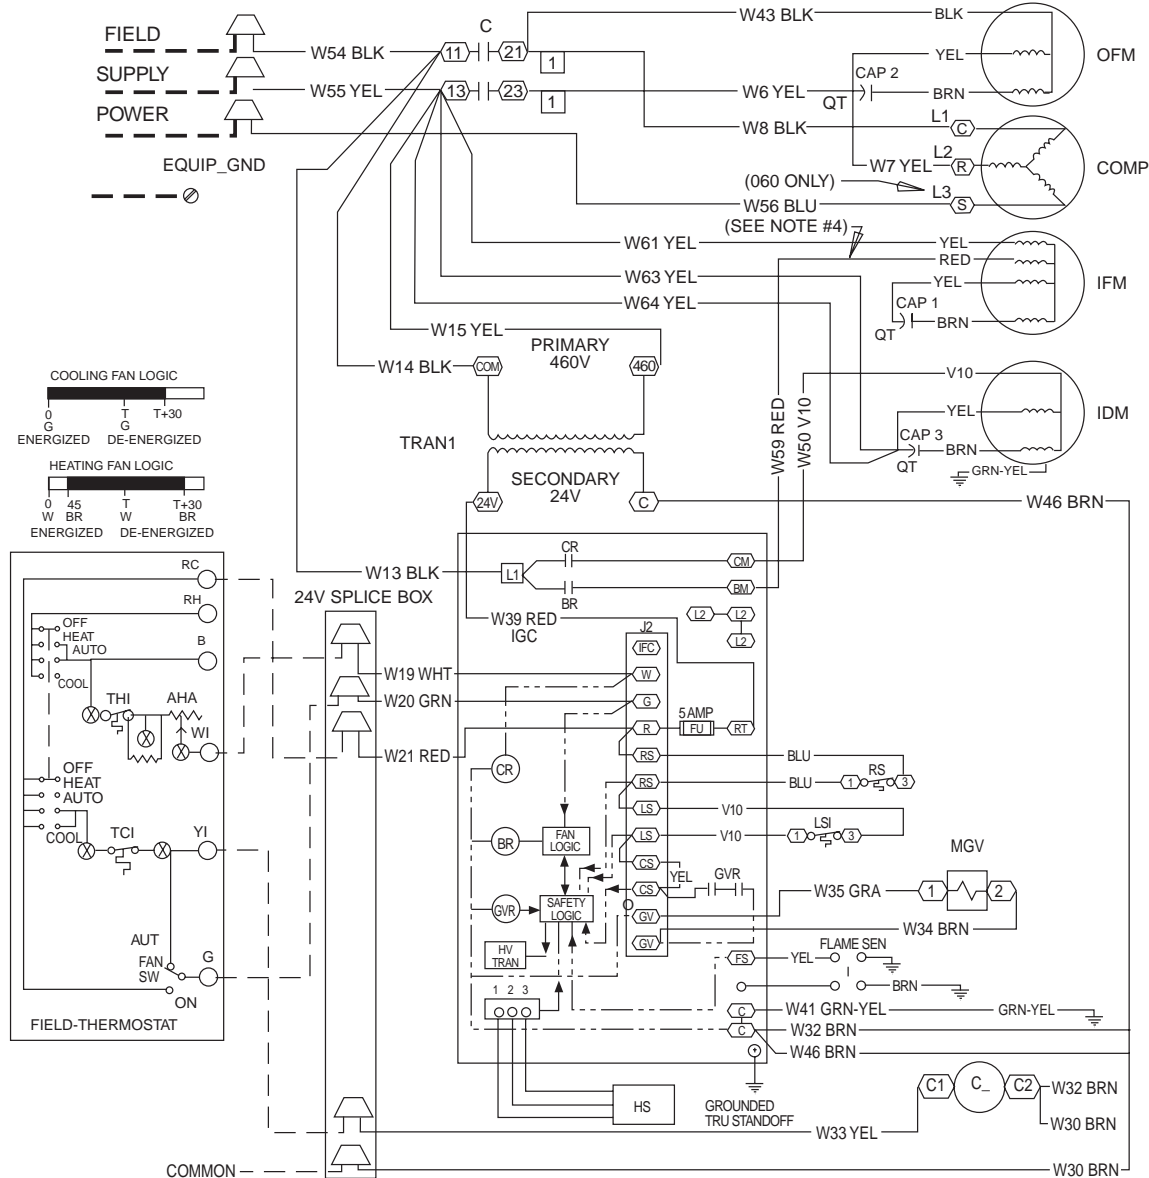 W43 BLK
BLK
FIELD
C
W54 BLK
11
21
1
YEL
OFM
SUPPLY
W55 YEL
13
23
1
CAP 2
W6 YEL
QT
BRN
POWER
W8 BLK
L1
C
EQUIP_GND
L2
W7 YEL
R
COMP
(060 ONLY)
L3
W56 BLU
S
(SEE NOTE #4)
W61 YEL
YEL
RED
W63 YEL
YEL
IFM
W64 YEL
CAP 1
QT
BRN
W15 YEL
PRIMARY
460V
W14 BLK
COM
460
V10
COOLING FAN LOGIC
0
T
T+30
G
G
ENERGIZED
DE-ENERGIZED
W59 RED
W50 V10
YEL
IDM
TRAN1
CAP 3
BRN
QT
GRN-YEL
HEATING FAN LOGIC
0
45
T
T+30
W
BR
W
BR
ENERGIZED
DE-ENERGIZED
SECONDARY
24V
24V
C
W46 BRN
CR
CM
W13 BLK
L1
BM
BR
RC
24V SPLICE BOX
RH
W39 RED
IGC
L2
L2
L2
J2
OFF
HEAT
AUTO
B
IFC
COOL
W19 WHT
W
W20 GRN
G
THI
AHA
5 AMP
R
FU
RT
WI
W21 RED
RS
BLU
RS
CR
RS
BLU
1
3
OFF
HEAT
AUTO
LS
V10
LSI
COOL
TCI
YI
BR
FAN
LOGIC
LS
V10
1
3
CS
YEL
GVR
MGV
CS
W35 GRA
1
2
GVR
SAFETY
LOGIC
O
GV
W34 BRN
AUT
HV
TRAN
GV
FLAME SEN
FAN
SW
G
FS
YEL
ON
1 2 3
BRN
FIELD-THERMOSTAT
C
W41 GRN-YEL
GRN-YEL
C
W32 BRN
W46 BRN
C1
C_
C2
W32 BRN
HS
GROUNDED
TRU STANDOFF
W30 BRN
W33 YEL
COMMON
W30 BRN